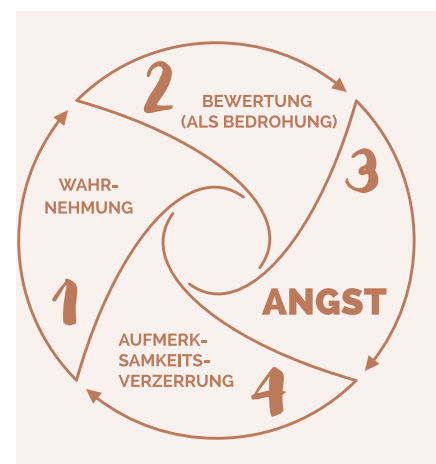 1
WAHR-
NEHMUNG
2
BEWERTUNG
(ALS BEDROHUNG)
3
ANGST
4
AUFMERK-
SAMKEITS-
VERZERRUNG